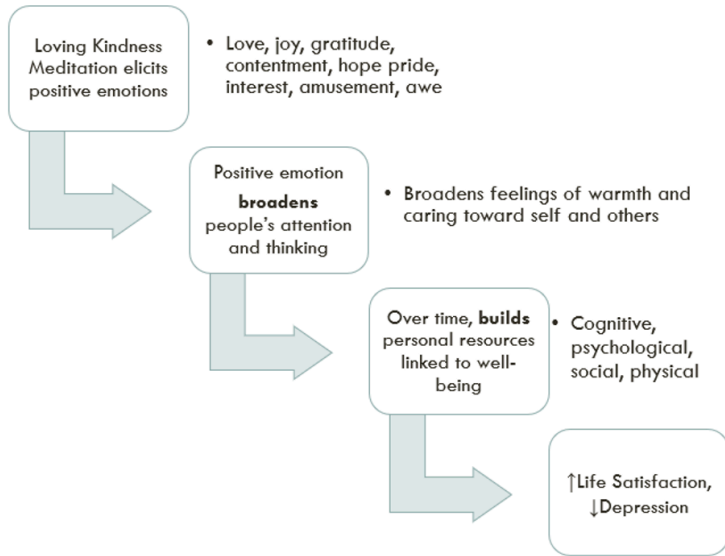 Loving Kindness
Meditation elicits
positive emotions
• Love, joy, gratitude,
contentment, hope pride,
interest, amusement, awe
Positive emotion
broadens
people's attention
and thinking
• Broadens feelings of warmth and
caring toward self and others
Over time, builds
personal resources
linked to well-
being
• Cognitive,
psychological,
social, physical
↑Life Satisfaction,
↓Depression